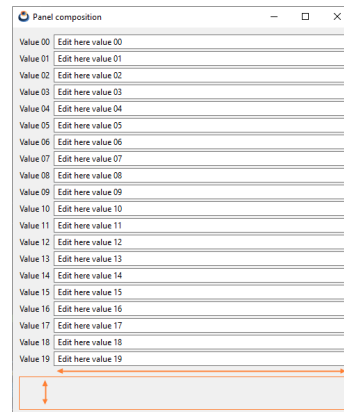 Panel composition
Value 00 Edit here value 00
Value 01 Edit here value 01
Value 02 Edit here value 02
Value 03 Edit here value 03
Value 04 Edit here value 04
Value 05 Edit here value 05
Value 06 Edit here value 06
Value 07 Edit here value 07
Value 08 Edit here value 08
Value 09 Edit here value 09
Value 10 Edit here value 10
Value 11 Edit here value 11
Value 12 Edit here value 12
Value 13 Edit here value 13
Value 14 Edit here value 14
Value 15 Edit here value 15
Value 16 Edit here value 16
Value 17 Edit here value 17
Value 18 Edit here value 18
Value 19 Edit here value 19